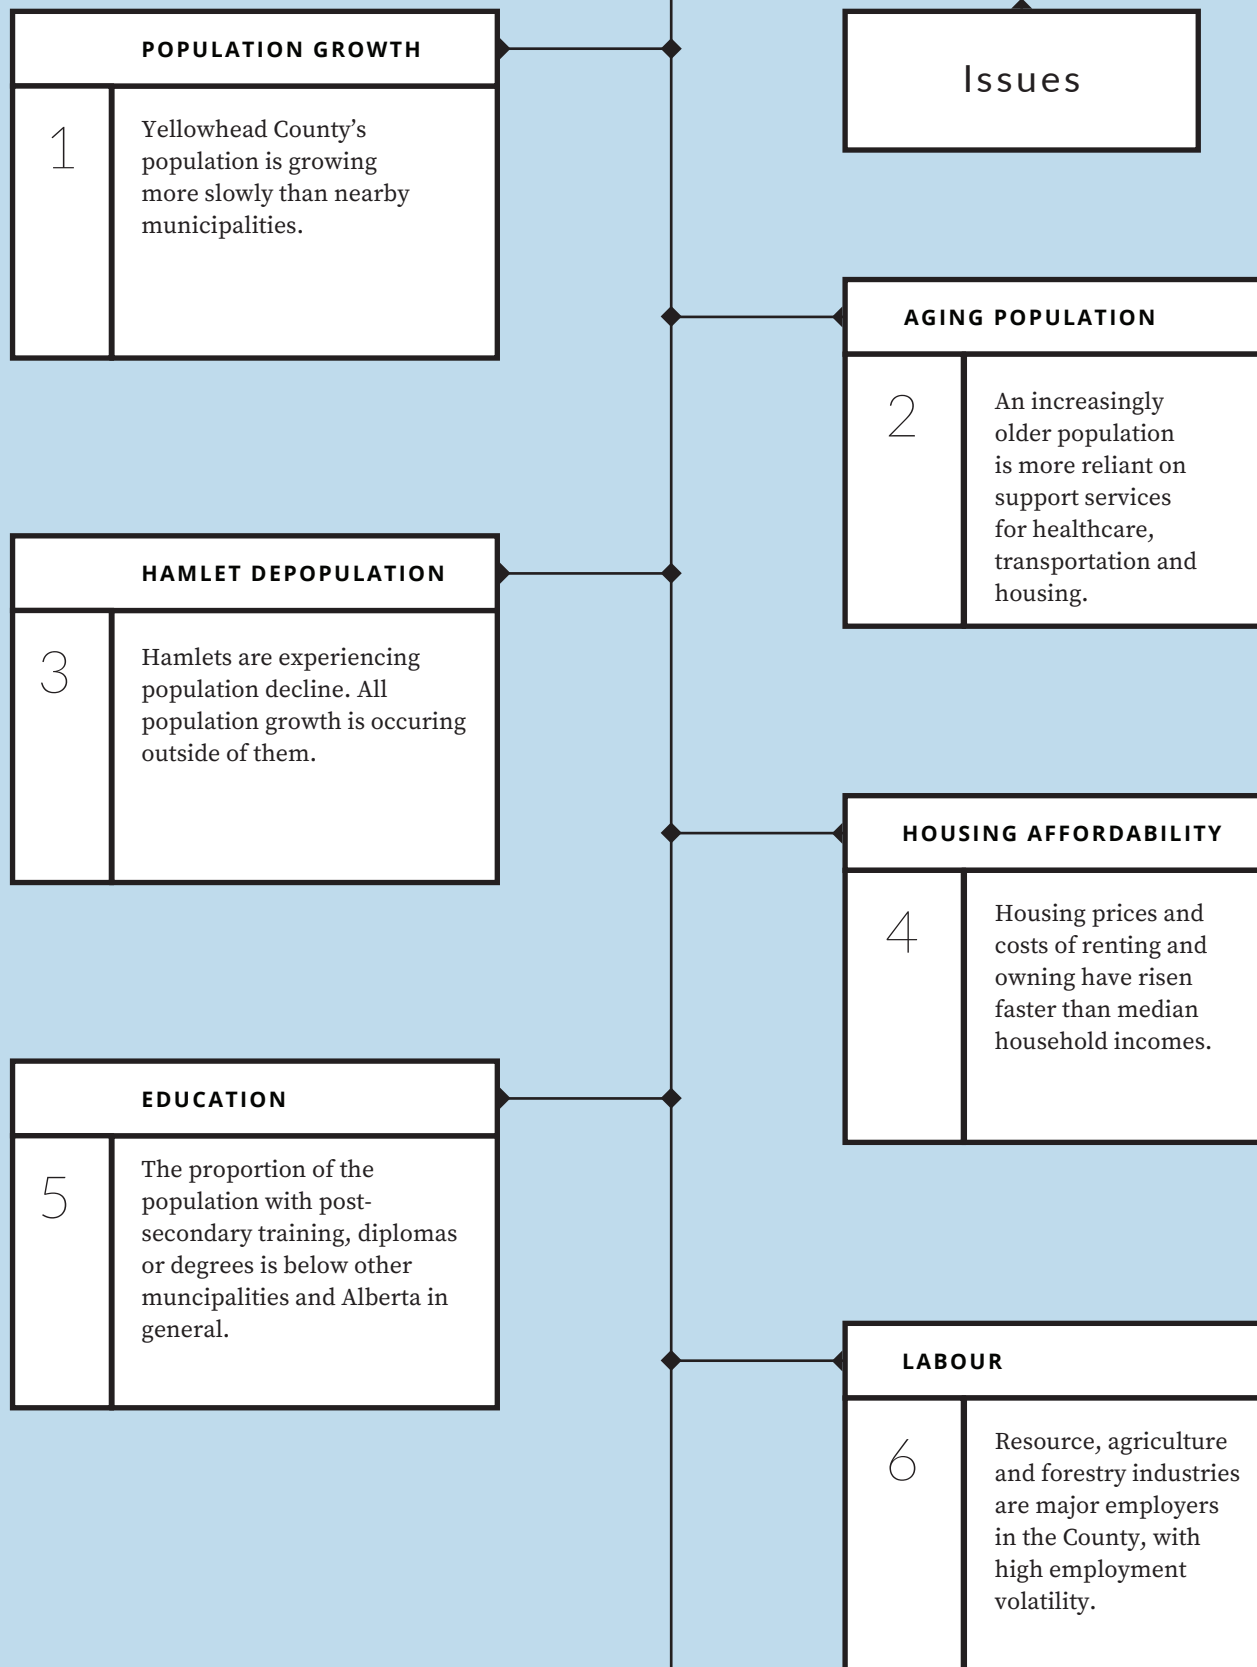 Issues
POPULATION GROWTH
1
Yellowhead County’s
population is growing
more slowly than nearby
municipalities.
AGING POPULATION
2
An increasingly
older population
is more reliant on
support services
for healthcare,
transportation and
housing.
HAMLET DEPOPULATION
3
Hamlets are experiencing
population decline. All
population growth is occuring
outside of them.
HOUSING AFFORDABILITY
4
Housing prices and
costs of renting and
owning have risen
faster than median
household incomes.
EDUCATION
5
The proportion of the
population with post-
secondary training, diplomas
or degrees is below other
muncipalities and Alberta in
general.
LABOUR
6
Resource, agriculture
and forestry industries
are major employers
in the County, with
high employment
volatility.